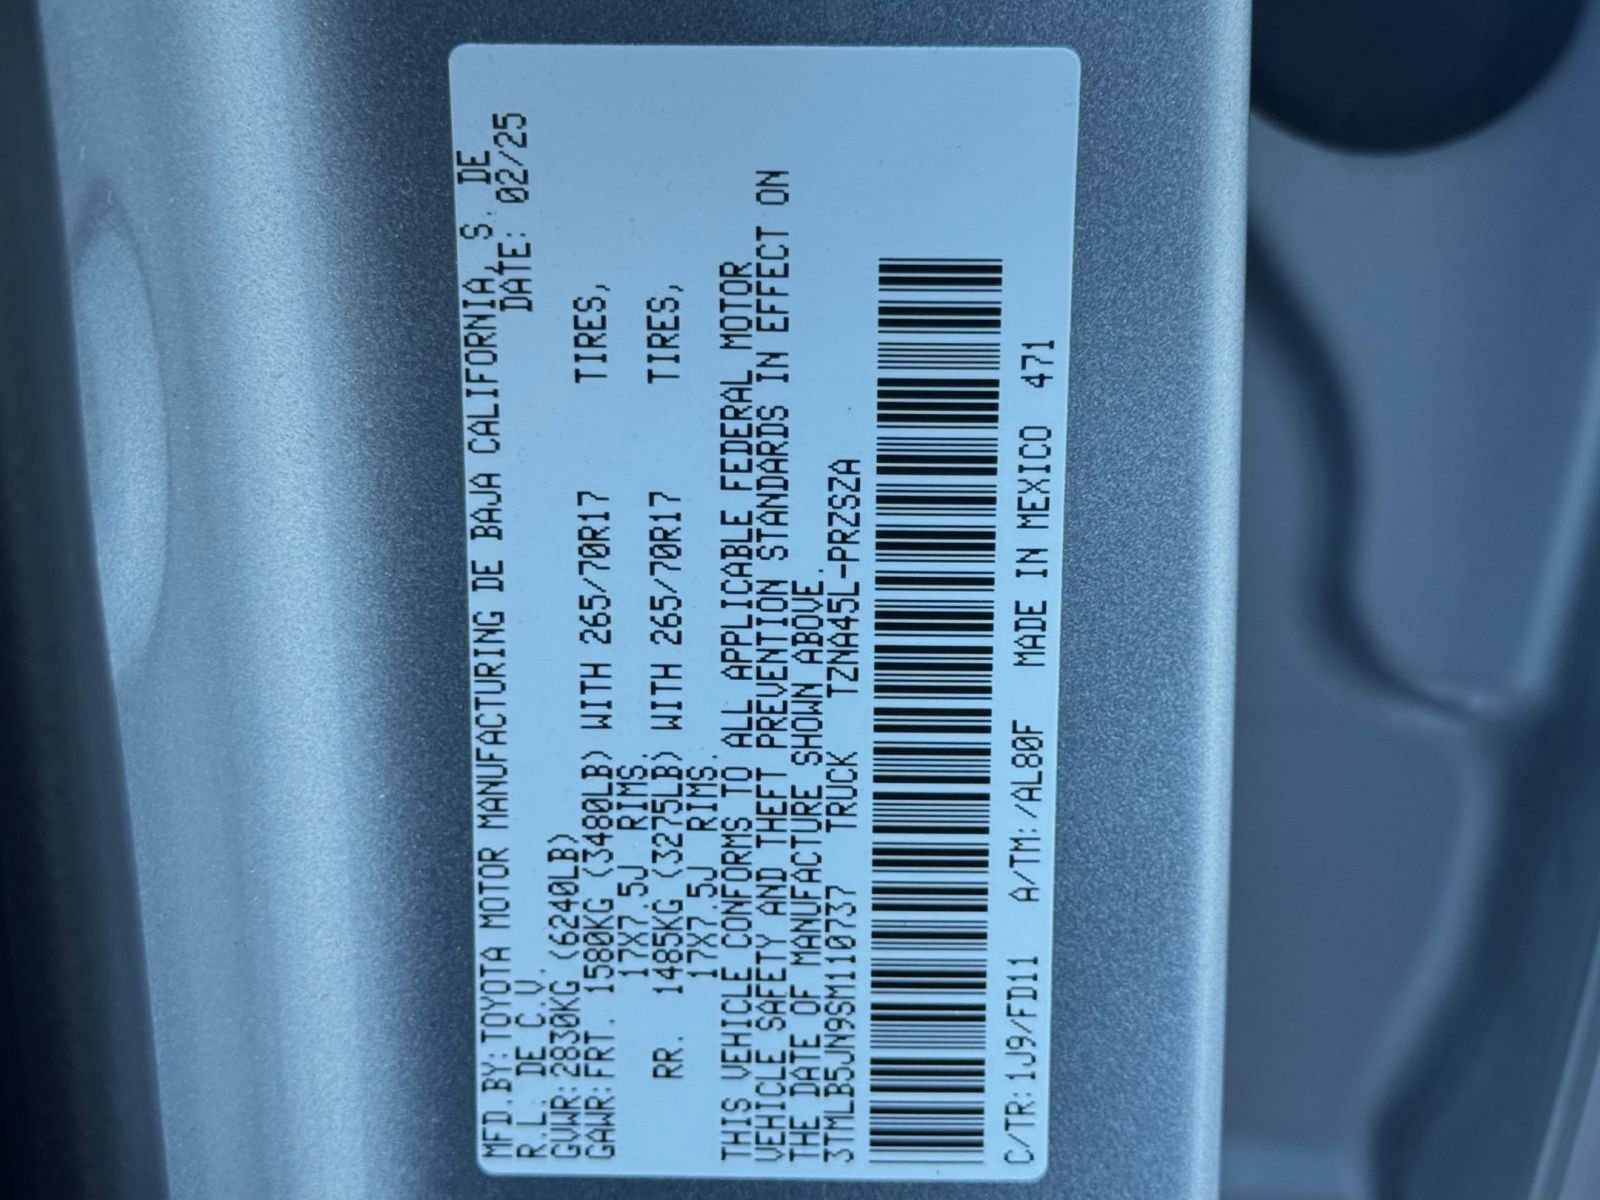 MFD.BY:TOYOTA MOTOR MANUFACTURING DE BAJA CALIFORNIA, S. DE
R.L. DE C.V. DATE: 02/25
GVWR:2830KG (6240LB)
GAWR:FRT. 1580KG (3480LB) WITH 265/70R17 TIRES,
17X7.5J RIMS
RR. 1485KG (3275LB) WITH 265/70R17 TIRES,
17X7.5J RIMS.
THIS VEHICLE CONFORMS TO ALL APPLICABLE FEDERAL MOTOR
VEHICLE SAFETY AND THEFT PREVENTION STANDARDS IN EFFECT ON
THE DATE OF MANUFACTURE SHOWN ABOVE.
3TMLB5JN9SM110737 TRUCK TZNA45L-PRZSZA
C/TR:1J9/FD11 A/TM:/AL80F MADE IN MEXICO 471